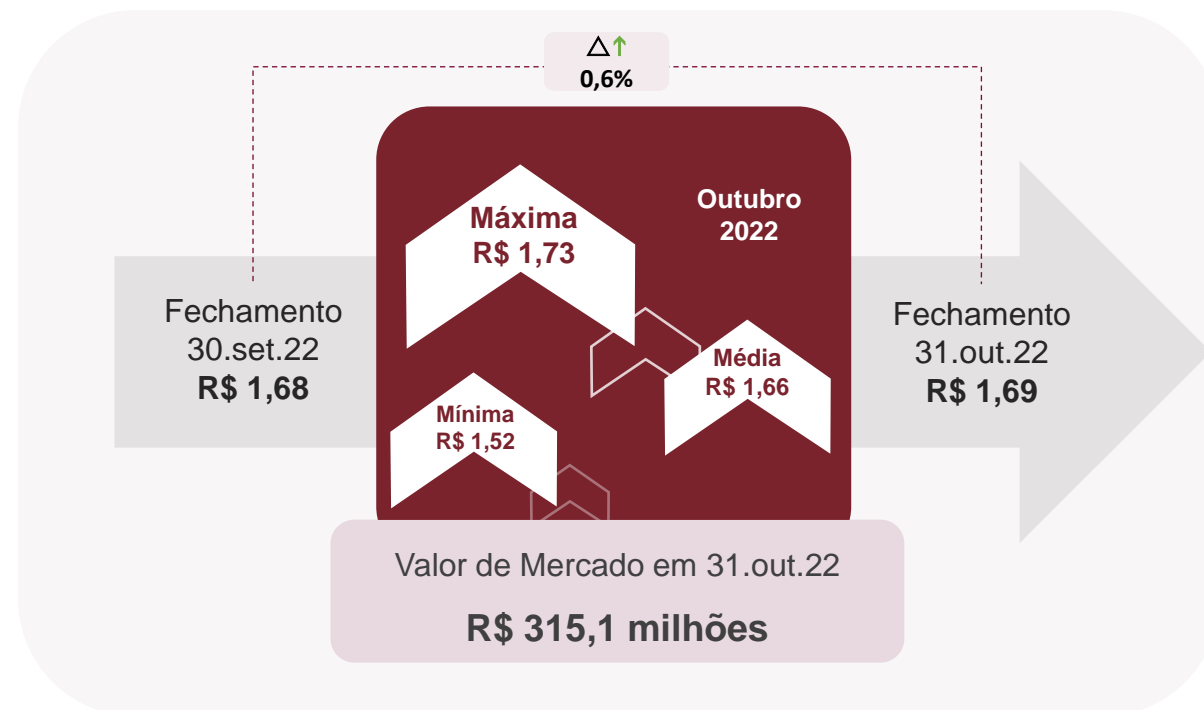 △↑
0,6%
Outubro
2022
Máxima
R$ 1,73
Fechamento
30.set.22
R$ 1,68
Média
R$ 1,66
Mínima
R$ 1,52
Fechamento
31.out.22
R$ 1,69
Valor de Mercado em 31.out.22
R$ 315,1 milhões